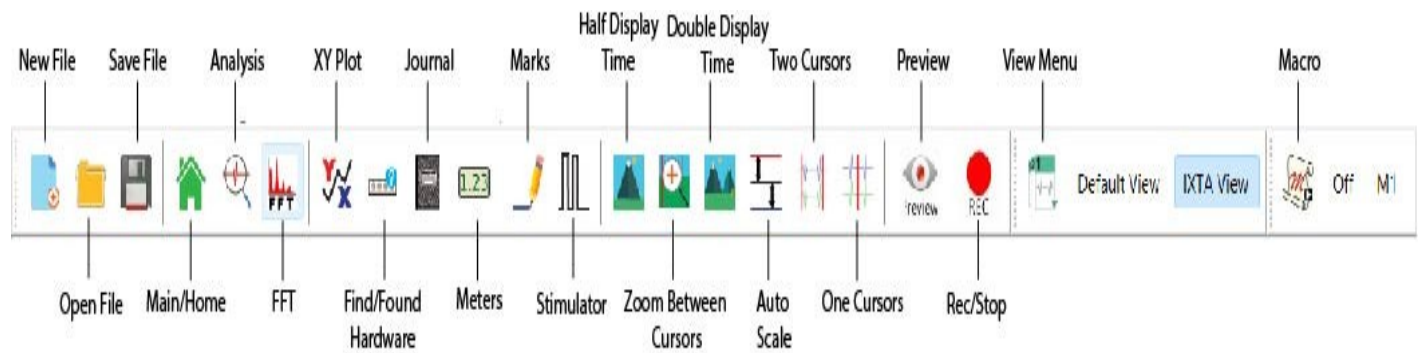 Half Display Double Display
New File Save File Analysis XY Plot Journal Marks Time Time Two Cursors Preview View Menu Macro
FFT Y X ? 1.23 Preview REC Default View IXTA View m Off M1
Open File Main/Home FFT Find/Found Hardware Meters Stimulator Zoom Between Cursors Auto Scale One Cursors Rec/Stop